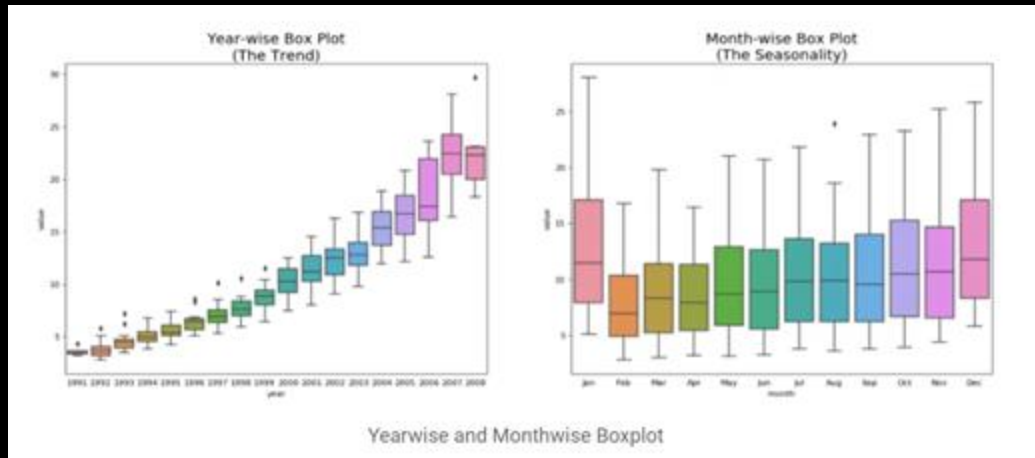 Year-wise Box Plot
(The Trend)
30
25
20
15
10
5
value
1991 1992 1993 1994 1995 1996 1997 1998 1999 2000 2001 2002 2003 2004 2005 2006 2007 2008
year
Month-wise Box Plot
(The Seasonality)
25
20
15
10
5
value
Jan Feb Mar Apr May Jun Jul Aug Sep Oct Nov Dec
month
Yearwise and Monthwise Boxplot